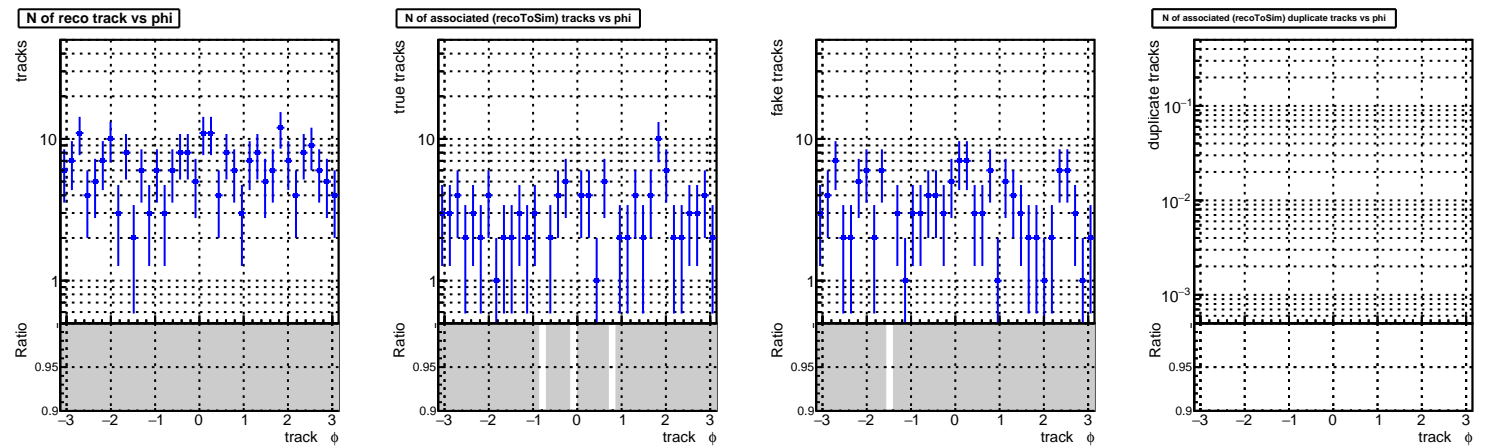 N of reco track vs phi
tracks
10
1
Ratio
0.95
0.9
−3 −2 −1 0 1 2 3
track ϕ
N of associated (recoToSim) tracks vs phi
true tracks
10
1
Ratio
0.95
0.9
−3 −2 −1 0 1 2 3
track ϕ
fake tracks
10
1
Ratio
0.95
0.9
−3 −2 −1 0 1 2 3
track ϕ
N of associated (recoToSim) duplicate tracks vs phi
duplicate tracks
10⁻¹
10⁻²
10⁻³
Ratio
0.95
0.9
−3 −2 −1 0 1 2 3
track ϕ